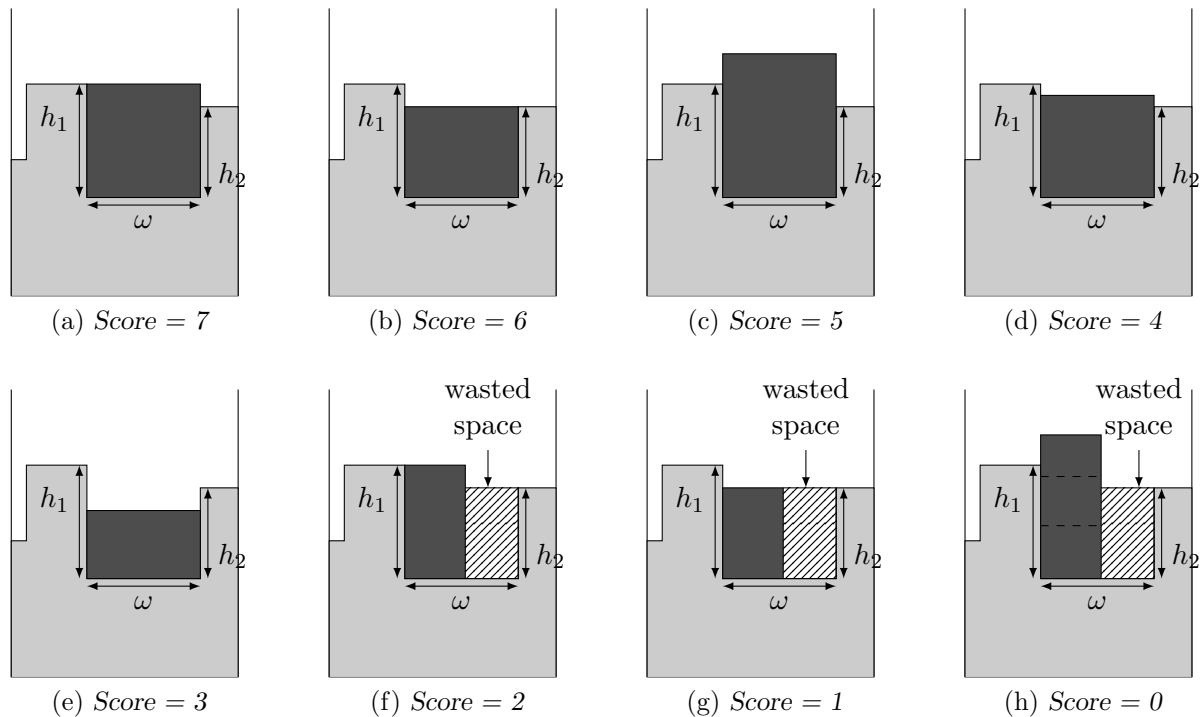 h₁
h₂
ω
(a) Score = 7
h₁
h₂
ω
(b) Score = 6
h₁
h₂
ω
(c) Score = 5
h₁
h₂
ω
(d) Score = 4
h₁
h₂
ω
(e) Score = 3
wasted
space
h₁
h₂
ω
(f) Score = 2
wasted
space
h₁
h₂
ω
(g) Score = 1
wasted
space
h₁
h₂
ω
(h) Score = 0